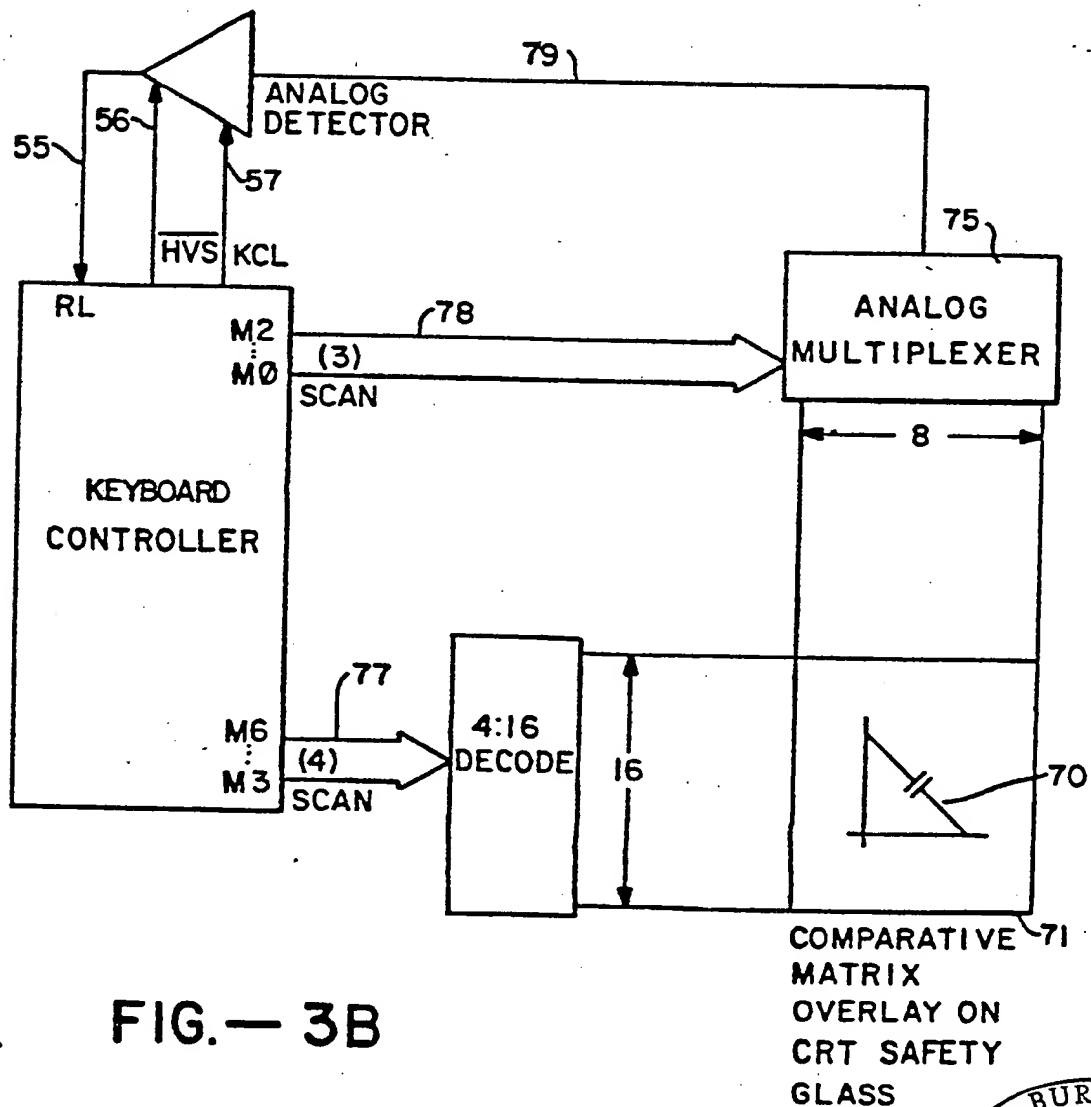 79
ANALOG
DETECTOR
56
55
57
HVS KCL
75
RL
78
M2
M0
(3)
SCAN
ANALOG
MULTIPLEXER
8
KEYBOARD
CONTROLLER
77
M6
M3
(4)
SCAN
4:16
DECODE
16
70
71
COMPARATIVE
MATRIX
OVERLAY ON
CRT SAFETY
GLASS
FIG.— 3B
BUR